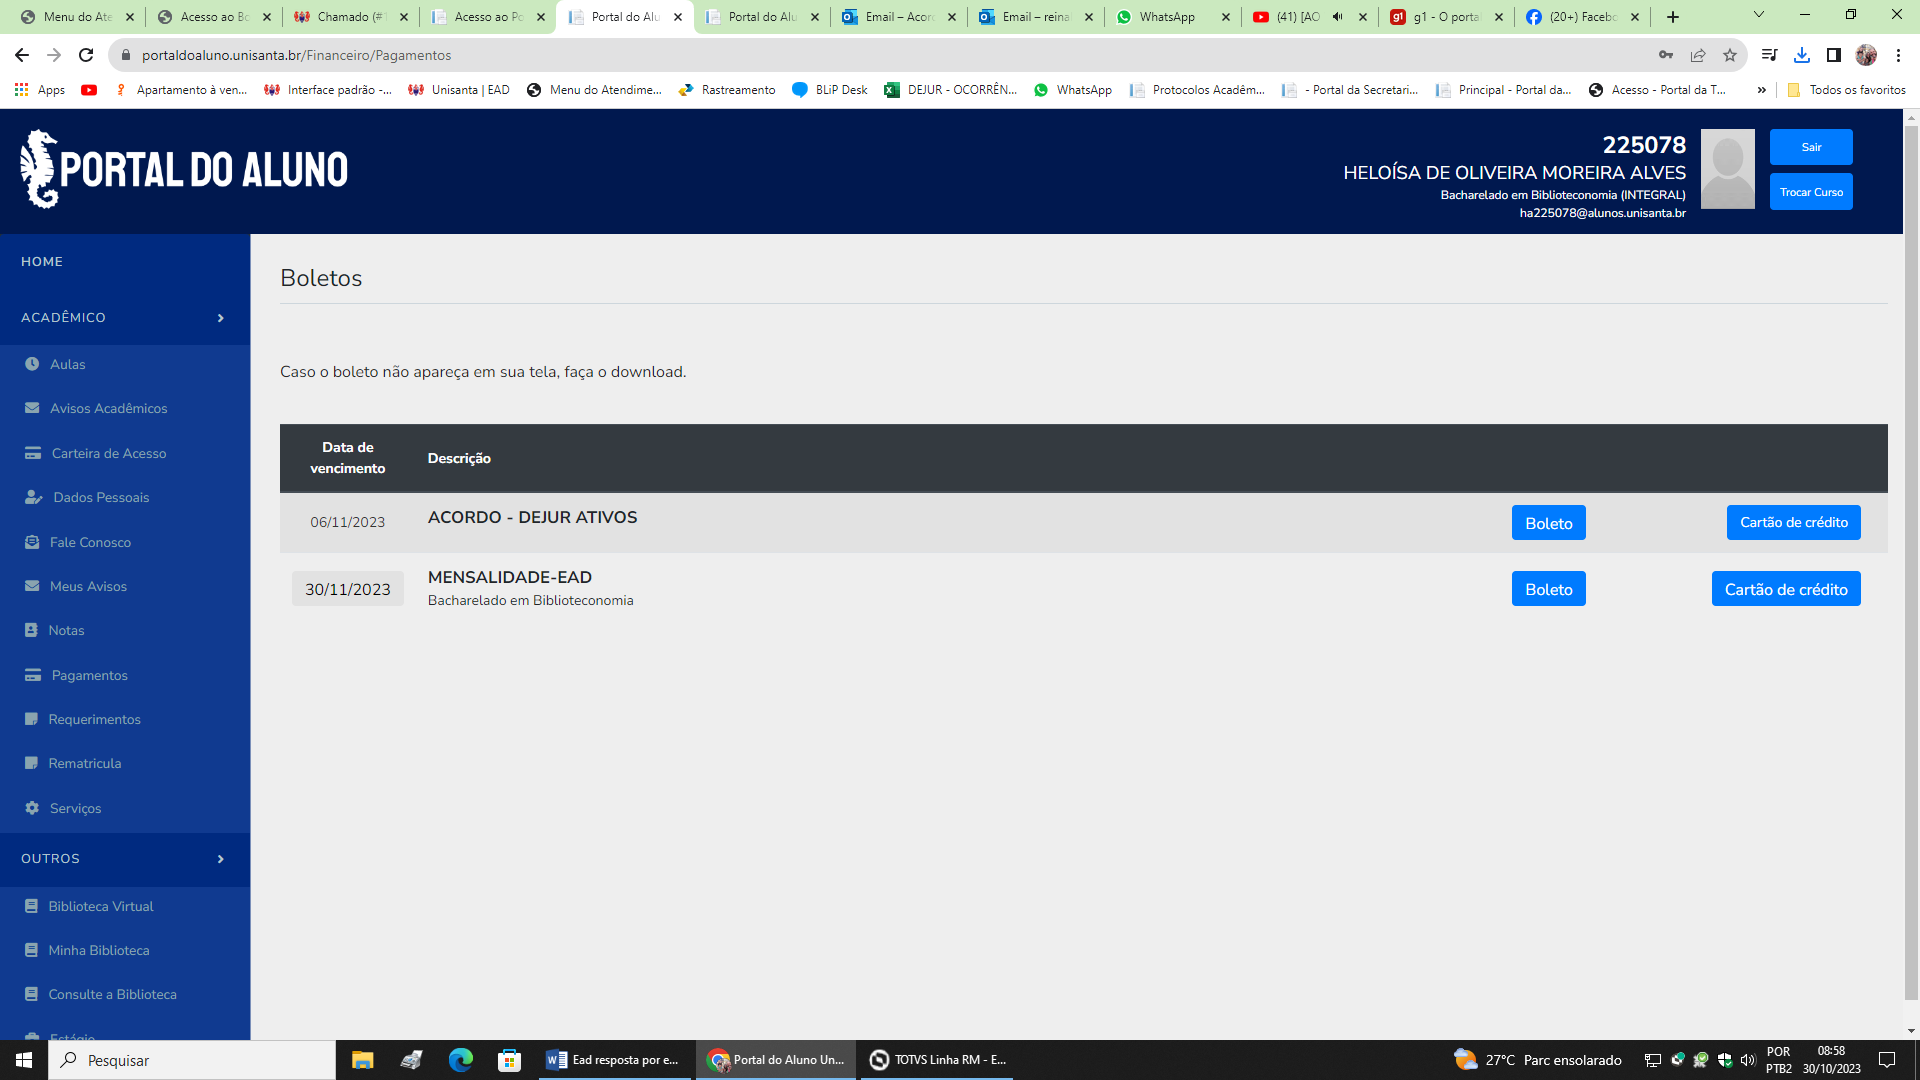 Menu do Ate
Acesso ao Bo
Chamado (#1
Acesso ao Po
Portal do Alu
Portal do Alu
Email – Acor
Email – reina
WhatsApp
(41) [AO
g1 - O porta
(20+) Facebo
portaldoaluno.unisanta.br/Financeiro/Pagamentos
Apps
Apartamento à ven...
Interface padrão -...
Unisanta | EAD
Menu do Atendime...
Rastreamento
BLiP Desk
DEJUR - OCORRÊN...
WhatsApp
Protocolos Acadêm...
- Portal da Secretari...
Principal - Portal da...
Acesso - Portal da T...
»
Todos os favoritos
PORTAL DO ALUNO
225078
HELOÍSA DE OLIVEIRA MOREIRA ALVES
Bacharelado em Biblioteconomia (INTEGRAL)
ha225078@alunos.unisanta.br
Sair
Trocar Curso
HOME
ACADÊMICO
Aulas
Avisos Acadêmicos
Carteira de Acesso
Dados Pessoais
Fale Conosco
Meus Avisos
Notas
Pagamentos
Requerimentos
Rematricula
Serviços
OUTROS
Biblioteca Virtual
Minha Biblioteca
Consulte a Biblioteca
Estágio
Boletos
Caso o boleto não apareça em sua tela, faça o download.
Data de
vencimento
Descrição
06/11/2023
ACORDO - DEJUR ATIVOS
Boleto
Cartão de crédito
30/11/2023
MENSALIDADE-EAD
Bacharelado em Biblioteconomia
Boleto
Cartão de crédito
Pesquisar
Ead resposta por e...
Portal do Aluno Un...
TOTVS Linha RM - E...
27°C Parc ensolarado
POR
PTB2
08:58
30/10/2023